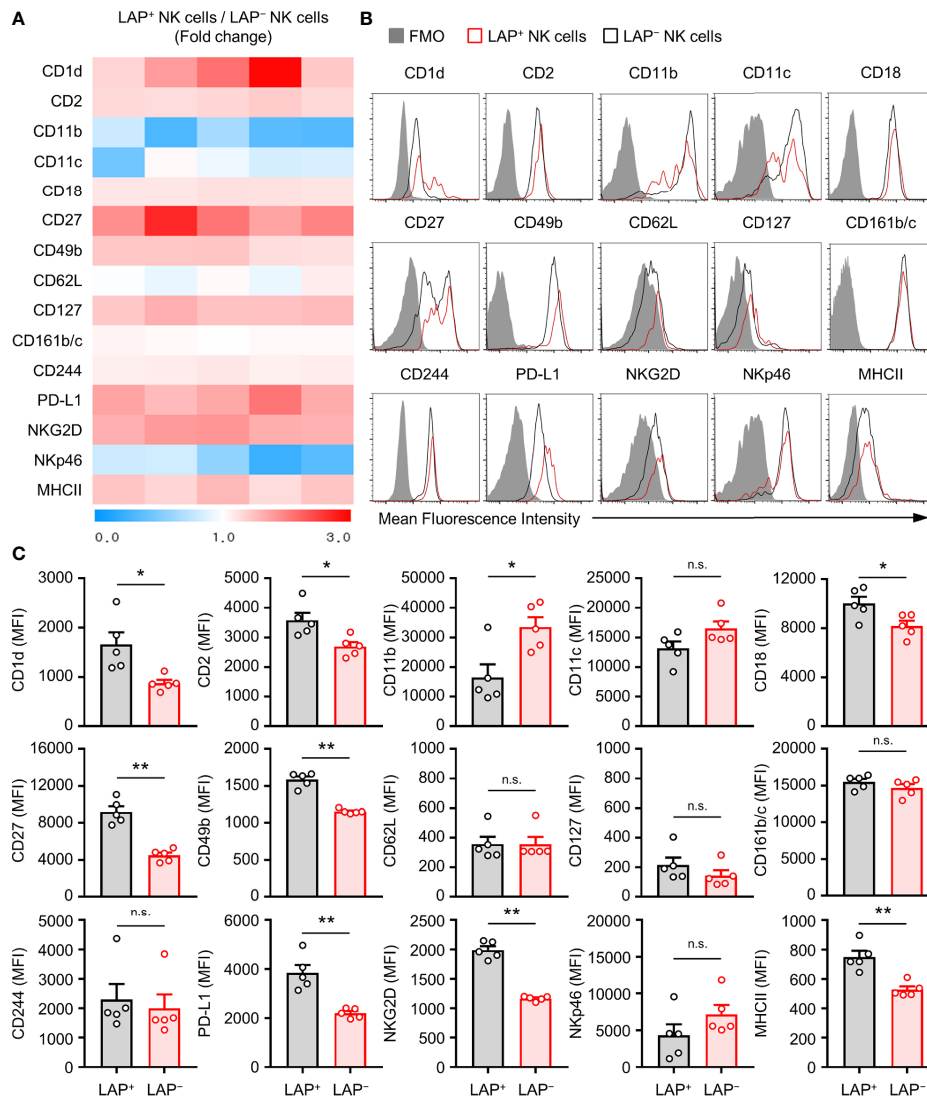 A
LAP⁺ NK cells / LAP⁻ NK cells
(Fold change)
CD1d
CD2
CD11b
CD11c
CD18
CD27
CD49b
CD62L
CD127
CD161b/c
CD244
PD-L1
NKG2D
NKp46
MHCII
0.0 1.0 3.0
B
FMO LAP⁺ NK cells LAP⁻ NK cells
CD1d CD2 CD11b CD11c CD18
CD27 CD49b CD62L CD127 CD161b/c
CD244 PD-L1 NKG2D NKp46 MHCII
Mean Fluorescence Intensity
C
CD1d (MFI)
3000
2000
1000
0
*
CD2 (MFI)
5000
4000
3000
2000
1000
0
*
CD11b (MFI)
50000
40000
30000
20000
10000
0
*
CD11c (MFI)
25000
20000
15000
10000
5000
0
n.s.
CD18 (MFI)
12000
8000
4000
0
*
CD27 (MFI)
16000
12000
8000
4000
0
**
CD49b (MFI)
2000
1500
1000
500
0
**
CD62L (MFI)
1000
800
600
400
200
0
n.s.
CD127 (MFI)
1000
800
600
400
200
0
n.s.
CD161b/c (MFI)
20000
15000
10000
5000
0
n.s.
CD244 (MFI)
5000
4000
3000
2000
1000
0
n.s.
LAP⁺ LAP⁻
PD-L1 (MFI)
6000
4000
2000
0
**
LAP⁺ LAP⁻
NKG2D (MFI)
2500
2000
1500
1000
500
0
**
LAP⁺ LAP⁻
NKp46 (MFI)
20000
15000
10000
5000
0
n.s.
LAP⁺ LAP⁻
MHCII (MFI)
1000
800
600
400
200
0
**
LAP⁺ LAP⁻